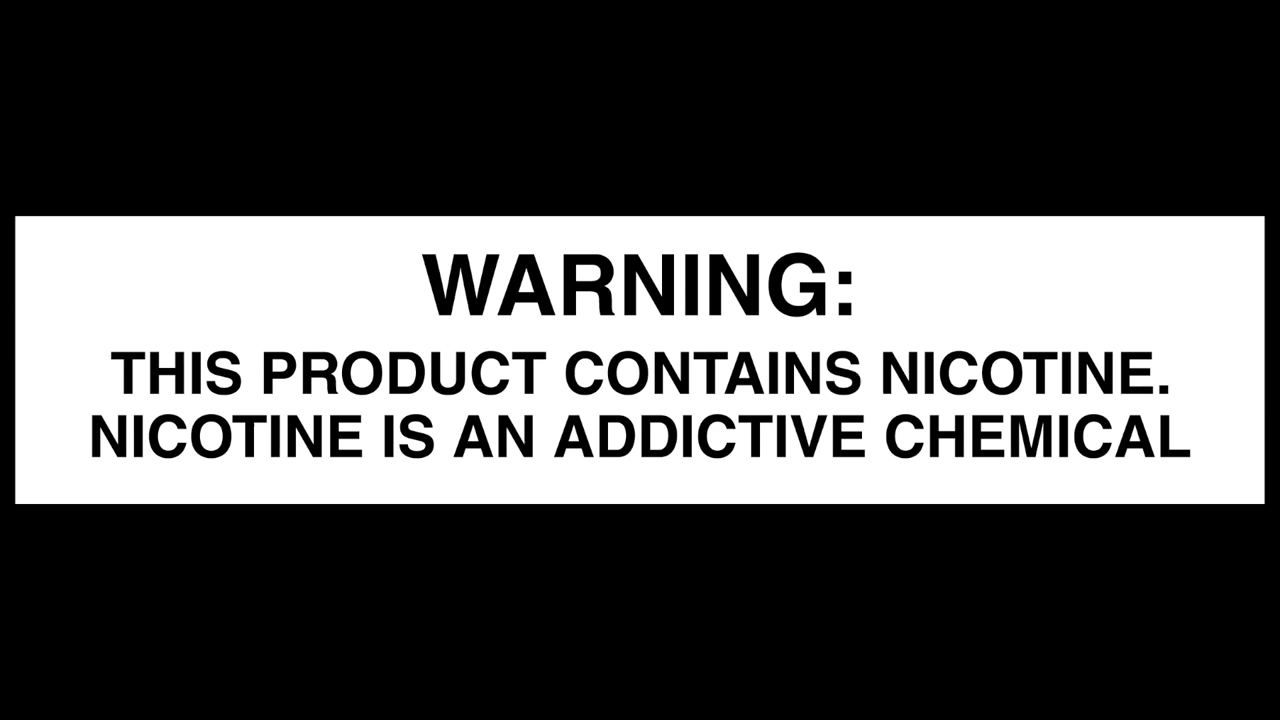 WARNING:
THIS PRODUCT CONTAINS NICOTINE.
NICOTINE IS AN ADDICTIVE CHEMICAL